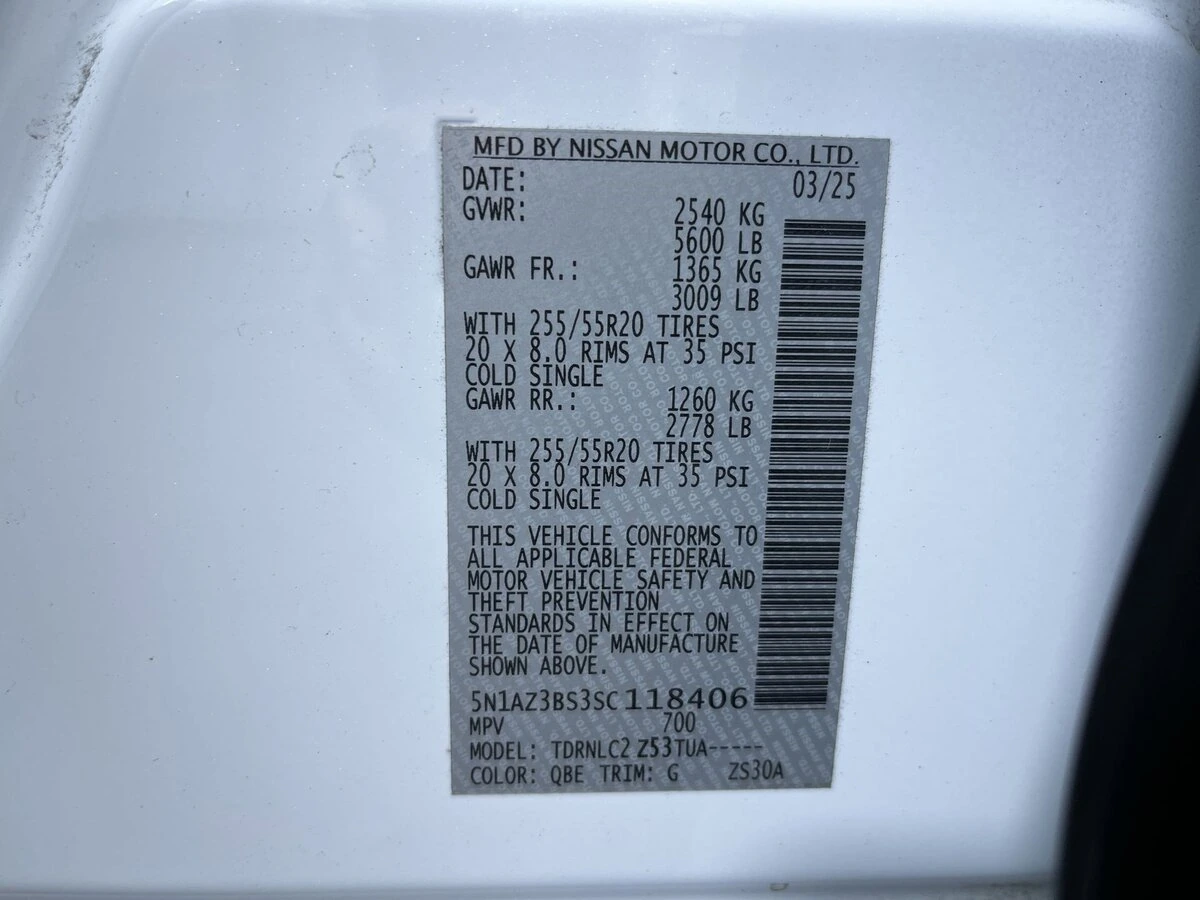 MFD BY NISSAN MOTOR CO., LTD.
DATE: 03/25
GVWR: 2540 KG
5600 LB
GAWR FR.: 1365 KG
3009 LB
WITH 255/55R20 TIRES
20 X 8.0 RIMS AT 35 PSI
COLD SINGLE
GAWR RR.: 1260 KG
2778 LB
WITH 255/55R20 TIRES
20 X 8.0 RIMS AT 35 PSI
COLD SINGLE
THIS VEHICLE CONFORMS TO
ALL APPLICABLE FEDERAL
MOTOR VEHICLE SAFETY AND
THEFT PREVENTION
STANDARDS IN EFFECT ON
THE DATE OF MANUFACTURE
SHOWN ABOVE.
5N1AZ3BS3SC118406
MPV 700
MODEL: TDRNLC2 Z53TUA-----
COLOR: QBE TRIM: G ZS30A